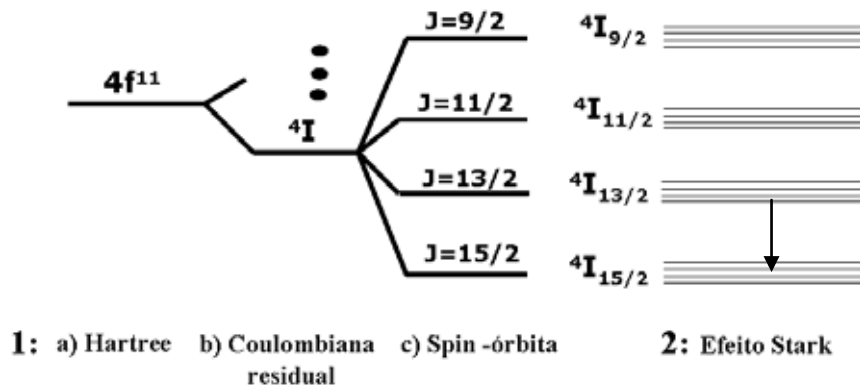 J=9/2
⁴I₉/₂
4f¹¹
J=11/2
⁴I₁₁/₂
⁴I
J=13/2
⁴I₁₃/₂
J=15/2
⁴I₁₅/₂
1: a) Hartree b) Coulombiana residual c) Spin -órbita
2: Efeito Stark